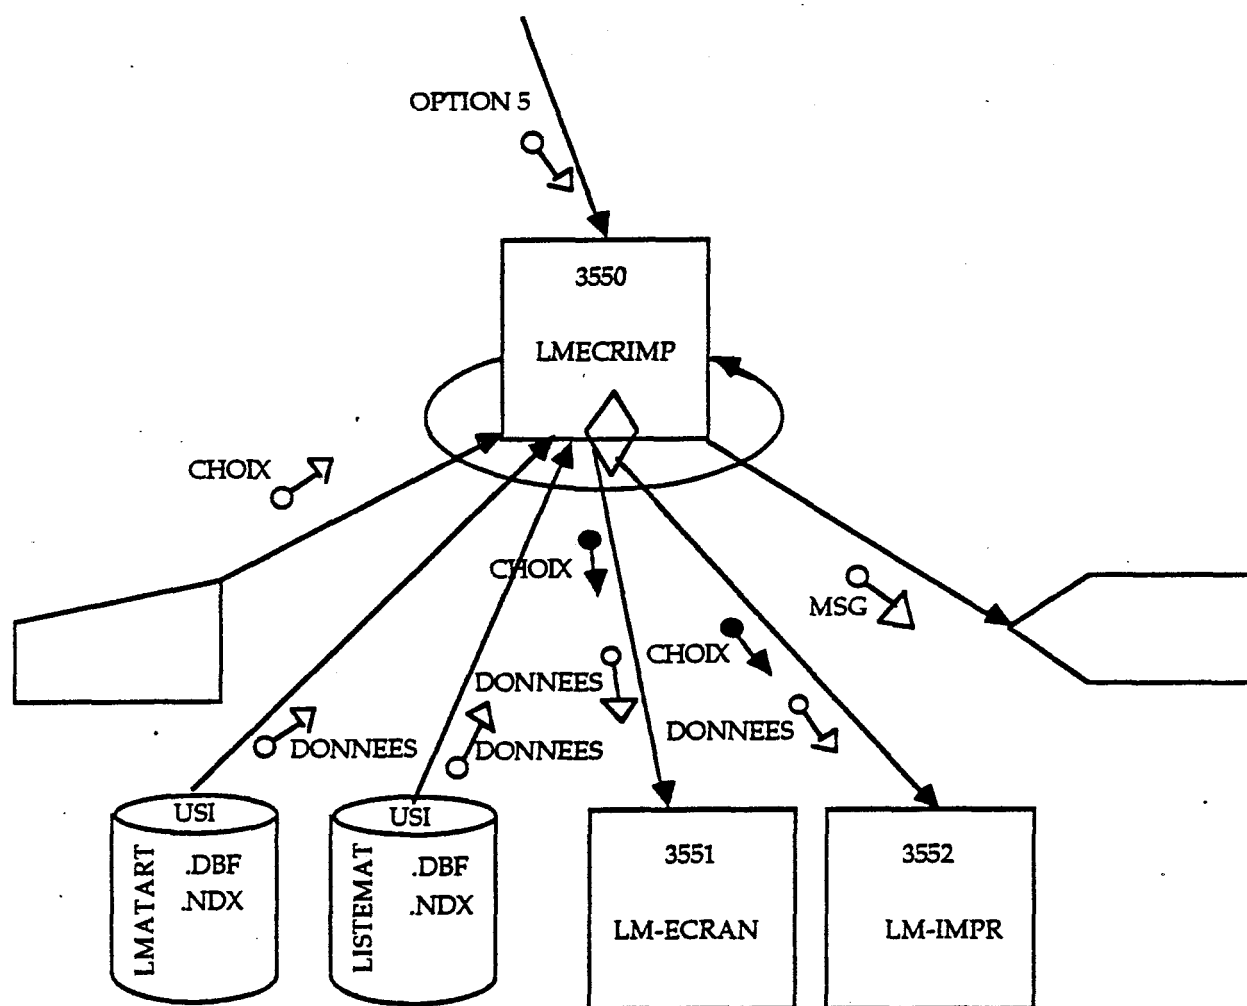 OPTION 5
3550
LMECRIMP
CHOIX
CHOIX
MSG
CHOIX
DONNEES
DONNEES
DONNEES
DONNEES
USI
LMATART
.DBF
.NDX
USI
LISTEMAT
.DBF
.NDX
3551
LM-ECRAN
3552
LM-IMPR